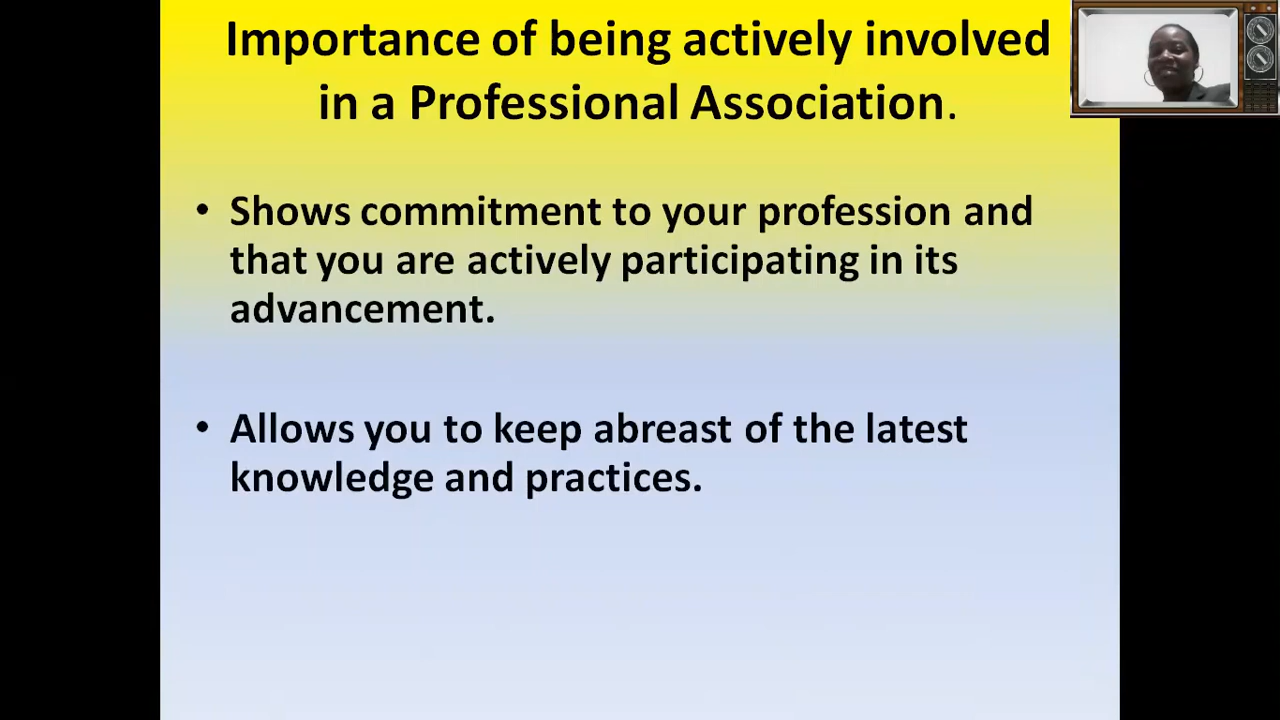 Importance of being actively involved
in a Professional Association.
• Shows commitment to your profession and
that you are actively participating in its
advancement.
• Allows you to keep abreast of the latest
knowledge and practices.